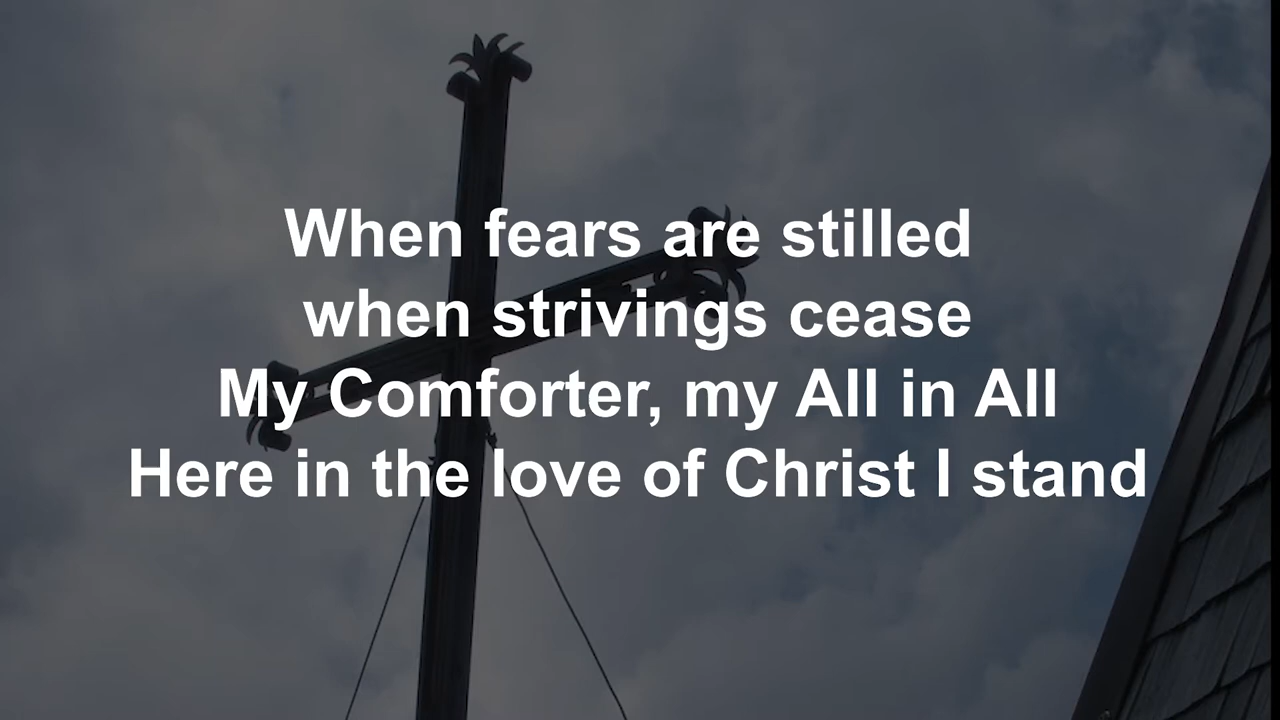 When fears are stilled
when strivings cease
My Comforter, my All in All
Here in the love of Christ I stand